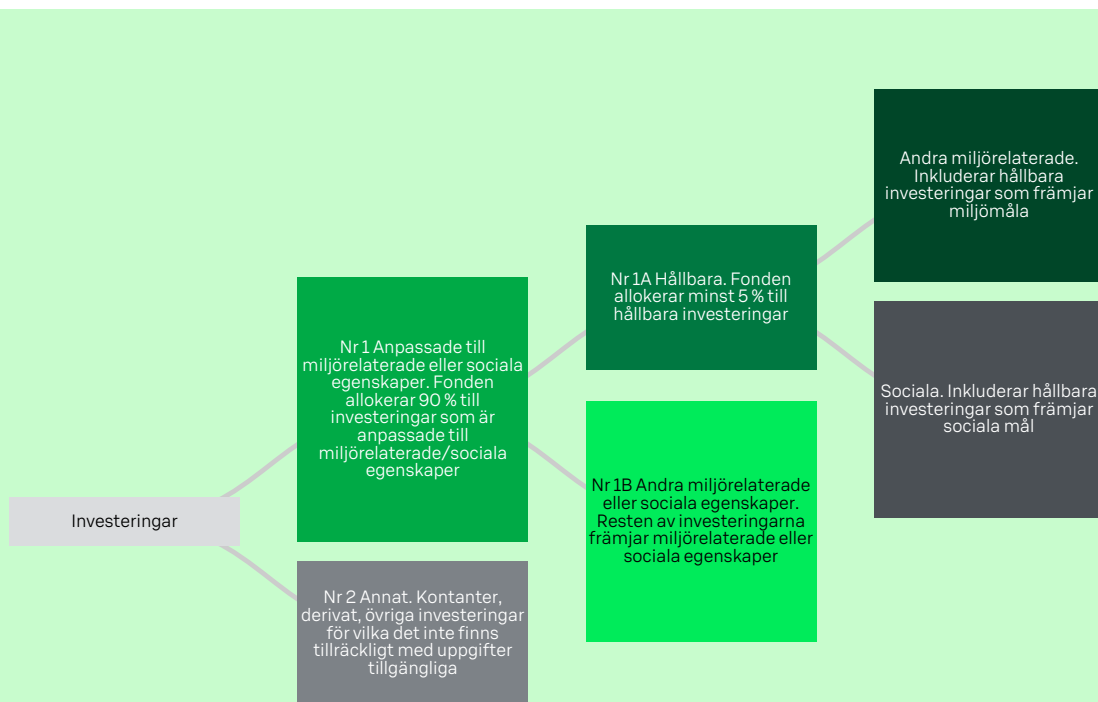 Investeringar
Nr 1 Anpassade till
miljörelaterade eller sociala
egenskaper. Fonden
allokerar 90 % till
investeringar som är
anpassade till
miljörelaterade/sociala
egenskaper
Nr 2 Annat. Kontanter,
derivat, övriga investeringar
för vilka det inte finns
tillräckligt med uppgifter
tillgängliga
Nr 1A Hållbara. Fonden
allokerar minst 5 % till
hållbara investeringar
Nr 1B Andra miljörelaterade
eller sociala egenskaper.
Resten av investeringarna
främjar miljörelaterade eller
sociala egenskaper
Andra miljörelaterade.
Inkluderar hållbara
investeringar som främjar
miljömåla
Sociala. Inkluderar hållbara
investeringar som främjar
sociala mål